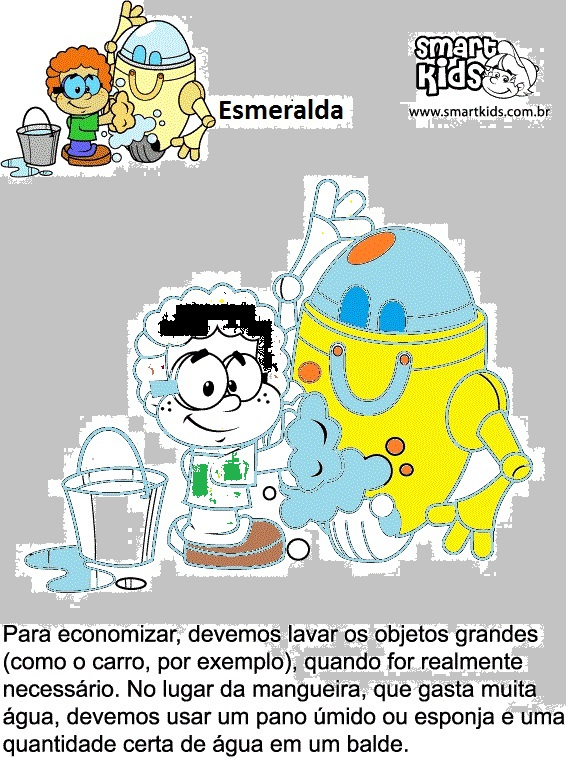 smart
kids
www.smartkids.com.br
Esmeralda
Para economizar, devemos lavar os objetos grandes
(como o carro, por exemplo), quando for realmente
necessário. No lugar da mangueira, que gasta muita
água, devemos usar um pano úmido ou esponja e uma
quantidade certa de água em um balde.